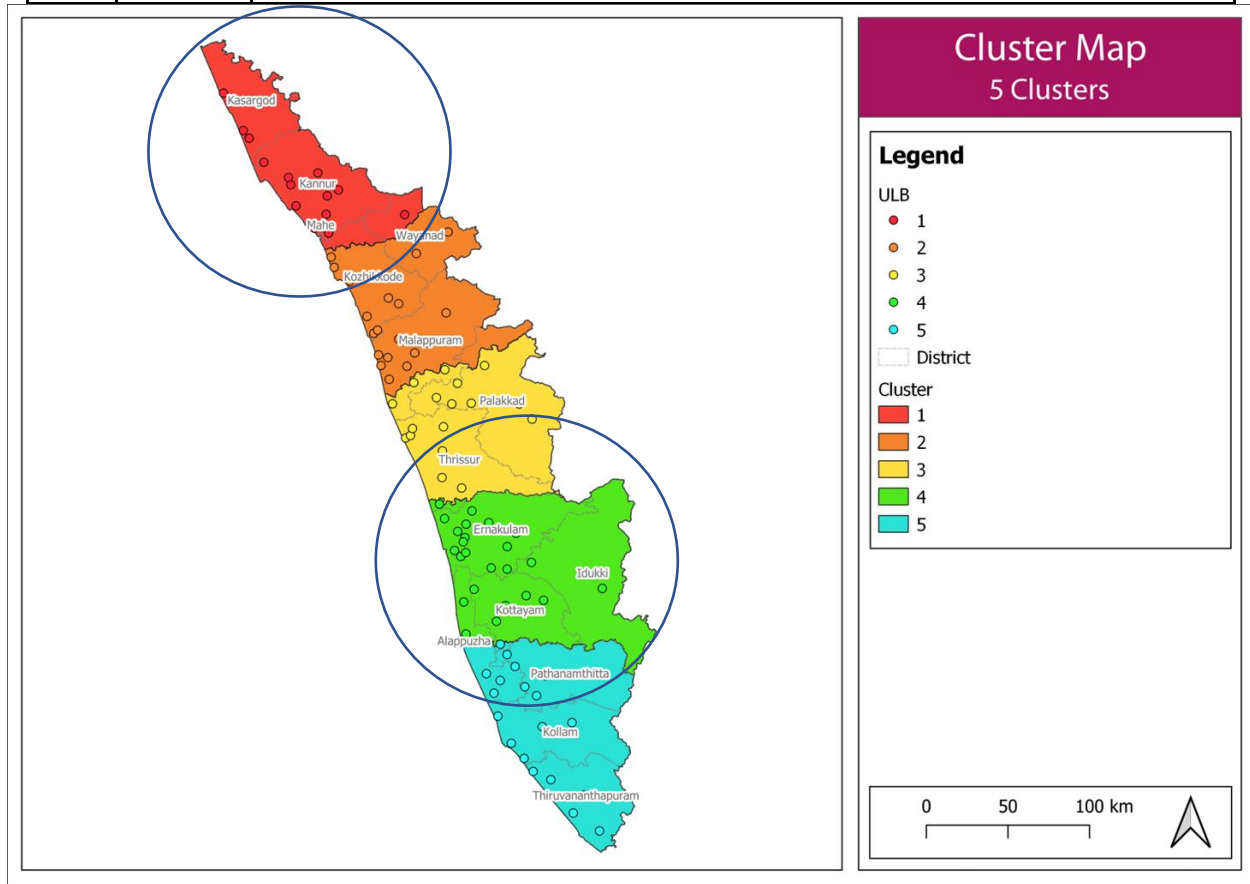 Cluster Map
5 Clusters
Legend
ULB
1
2
3
4
5
District
Cluster
1
2
3
4
5
0 50 100 km
Kasargod
Kannur
Mahe
Wayanad
Kozhikkode
Malappuram
Palakkad
Thrissur
Ernakulam
Idukki
Kottayam
Alappuzha
Pathanamthitta
Kollam
Thiruvananthapuram